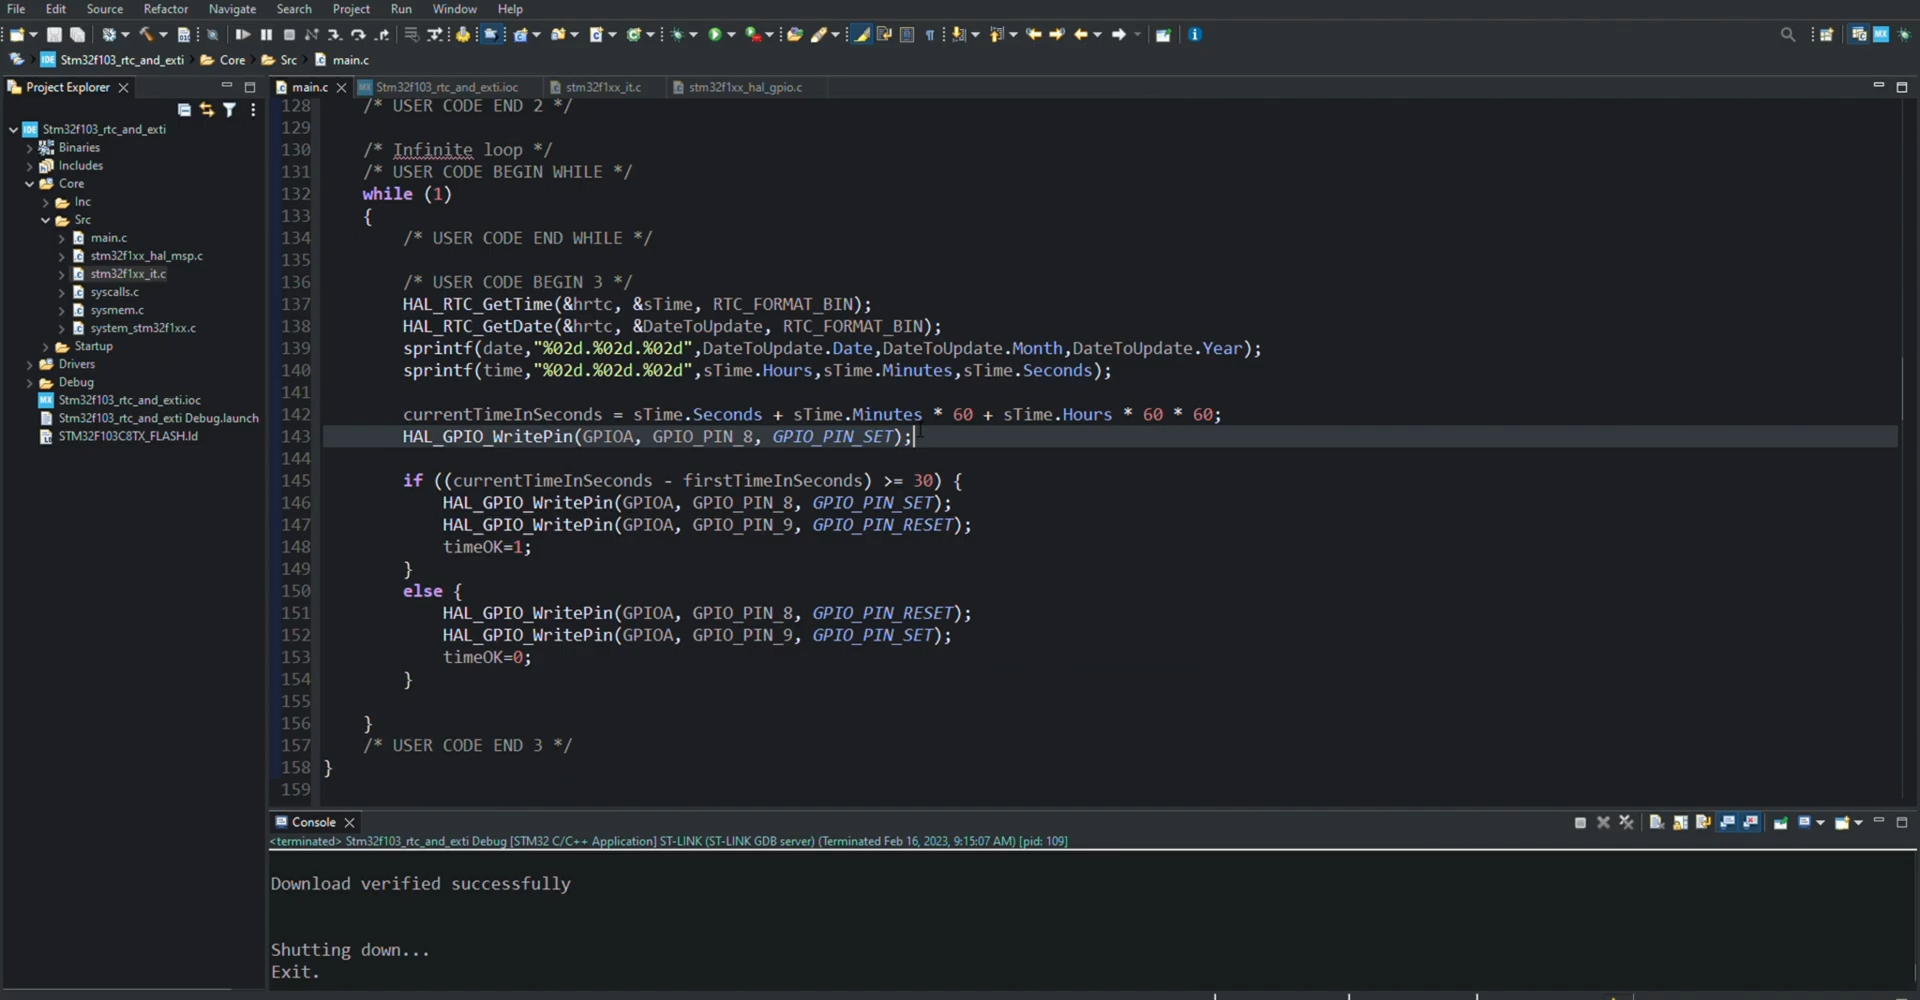 File Edit Source Refactor Navigate Search Project Run Window Help
IDE Stm32f103_rtc_and_exti Core Src main.c
Project Explorer
main.c Stm32f103_rtc_and_exti.ioc stm32f1xx_it.c stm32f1xx_hal_gpio.c
Stm32f103_rtc_and_exti
Binaries
Includes
Core
Inc
Src
main.c
stm32f1xx_hal_msp.c
stm32f1xx_it.c
syscalls.c
sysmem.c
system_stm32f1xx.c
Startup
Drivers
Debug
Stm32f103_rtc_and_exti.ioc
Stm32f103_rtc_and_exti Debug.launch
STM32F103C8TX_FLASH.ld
128 /* USER CODE END 2 */
129
130 /* Infinite loop */
131 /* USER CODE BEGIN WHILE */
132 while (1)
133 {
134 /* USER CODE END WHILE */
135
136 /* USER CODE BEGIN 3 */
137 HAL_RTC_GetTime(&hrtc, &sTime, RTC_FORMAT_BIN);
138 HAL_RTC_GetDate(&hrtc, &DateToUpdate, RTC_FORMAT_BIN);
139 sprintf(date,"%02d.%02d.%02d",DateToUpdate.Date,DateToUpdate.Month,DateToUpdate.Year);
140 sprintf(time,"%02d.%02d.%02d",sTime.Hours,sTime.Minutes,sTime.Seconds);
141
142 currentTimeInSeconds = sTime.Seconds + sTime.Minutes * 60 + sTime.Hours * 60 * 60;
143 HAL_GPIO_WritePin(GPIOA, GPIO_PIN_8, GPIO_PIN_SET);
144
145 if ((currentTimeInSeconds - firstTimeInSeconds) >= 30) {
146 HAL_GPIO_WritePin(GPIOA, GPIO_PIN_8, GPIO_PIN_SET);
147 HAL_GPIO_WritePin(GPIOA, GPIO_PIN_9, GPIO_PIN_RESET);
148 timeOK=1;
149 }
150 else {
151 HAL_GPIO_WritePin(GPIOA, GPIO_PIN_8, GPIO_PIN_RESET);
152 HAL_GPIO_WritePin(GPIOA, GPIO_PIN_9, GPIO_PIN_SET);
153 timeOK=0;
154 }
155
156 }
157 /* USER CODE END 3 */
158 }
159
Console
<terminated> Stm32f103_rtc_and_exti Debug [STM32 C/C++ Application] ST-LINK (ST-LINK GDB server) (Terminated Feb 16, 2023, 9:15:07 AM) [pid: 109]
Download verified successfully
Shutting down...
Exit.